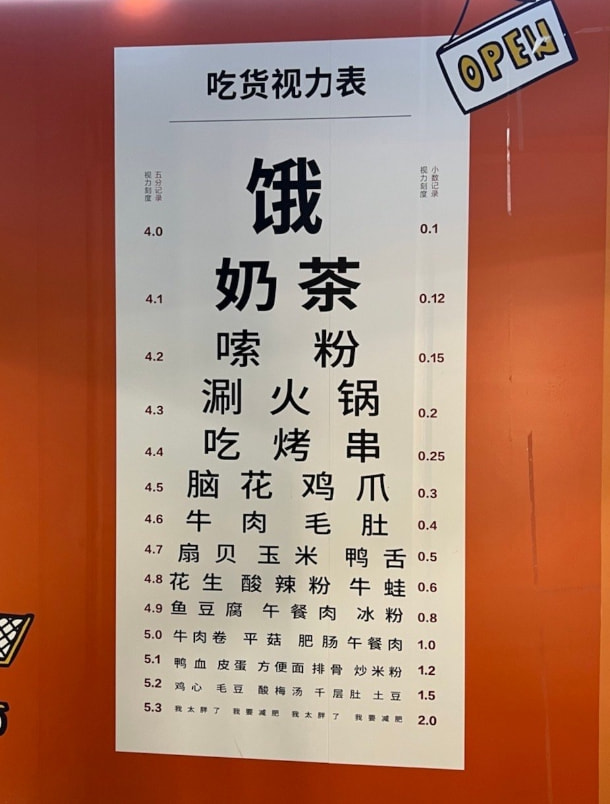 OPEN
吃货视力表
五分记录
视力刻度
小数记录
视力刻度
4.0 饿 0.1
4.1 奶茶 0.12
4.2 嗦 粉 0.15
4.3 涮 火 锅 0.2
4.4 吃 烤 串 0.25
4.5 脑 花 鸡 爪 0.3
4.6 牛 肉 毛 肚 0.4
4.7 扇 贝 玉 米 鸭 舌 0.5
4.8 花 生 酸 辣 粉 牛 蛙 0.6
4.9 鱼 豆 腐 午 餐 肉 冰 粉 0.8
5.0 牛肉卷 平菇 肥肠 午餐肉 1.0
5.1 鸭血 皮蛋 方便面 排骨 炒米粉 1.2
5.2 鸡心 毛豆 酸梅汤 千层肚 土豆 1.5
5.3 我太胖了 我要减肥 我太胖了 我要减肥 2.0